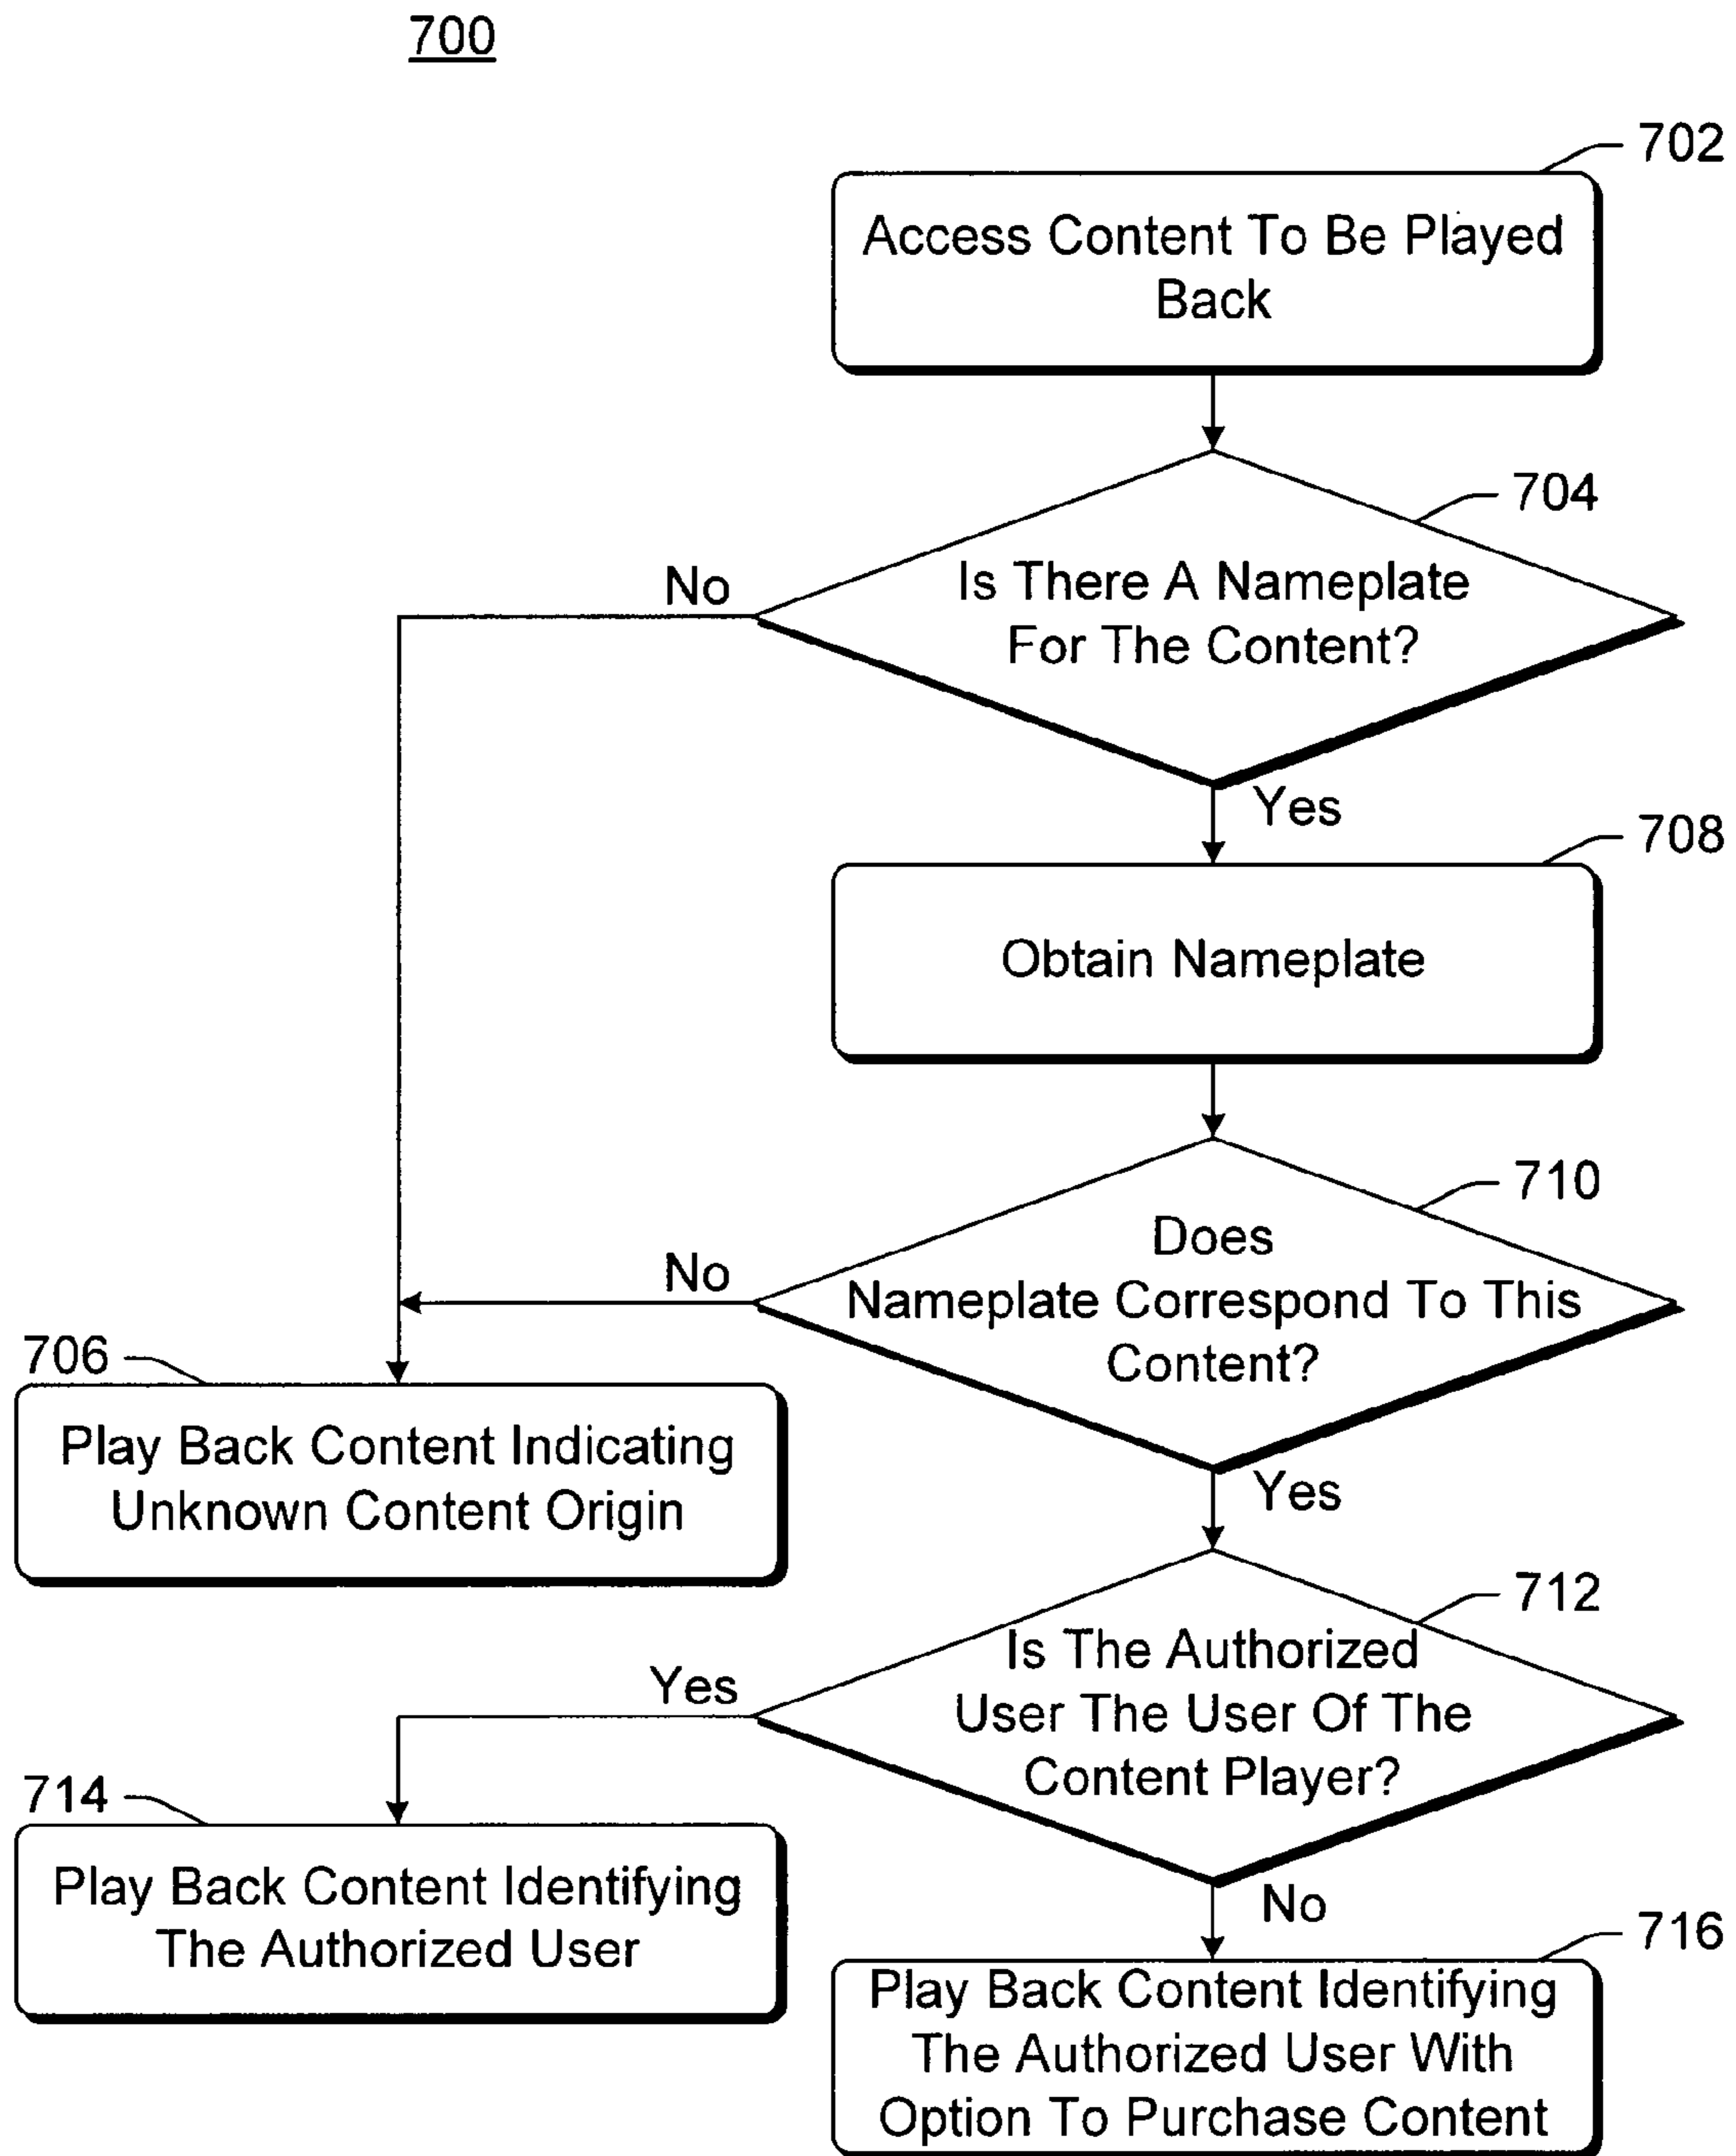 700
702
Access Content To Be Played
Back
704
Is There A Nameplate
For The Content?
No
Yes
708
Obtain Nameplate
710
Does
Nameplate Correspond To This
Content?
No
706
Play Back Content Indicating
Unknown Content Origin
Yes
712
Is The Authorized
User The User Of The
Content Player?
Yes
714
Play Back Content Identifying
The Authorized User
No
716
Play Back Content Identifying
The Authorized User With
Option To Purchase Content